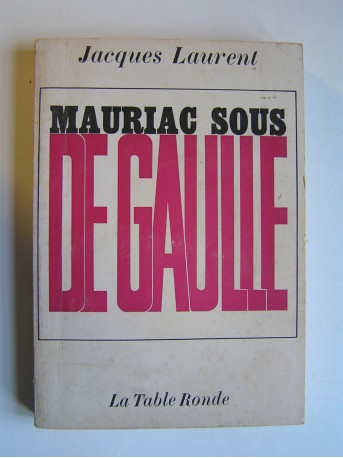 Jacques Laurent
MAURIAC SOUS
DE GAULLE
La Table Ronde